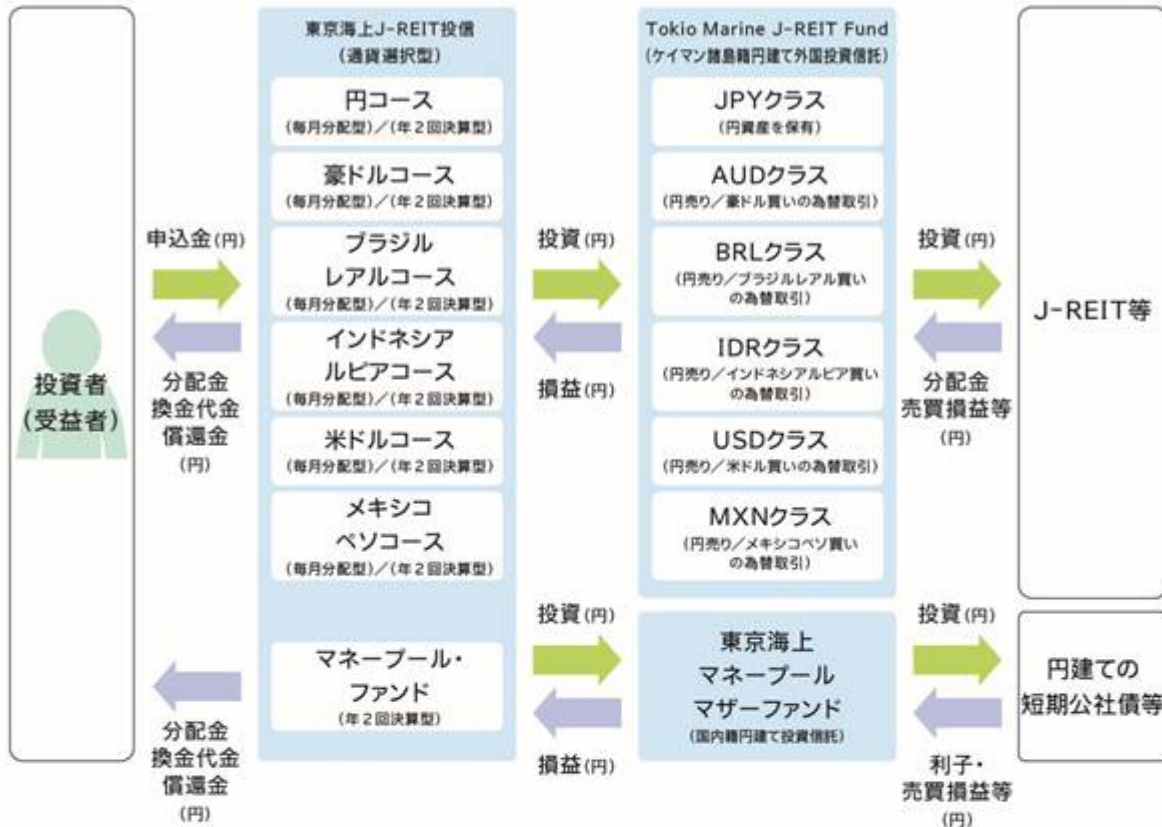 投資者
(受益者)
申込金(円)
分配金
換金代金
償還金
(円)
分配金
換金代金
償還金
(円)
東京海上J-REIT投信
(通貨選択型)
円コース
(毎月分配型)/(年2回決算型)
豪ドルコース
(毎月分配型)/(年2回決算型)
ブラジル
レアルコース
(毎月分配型)/(年2回決算型)
インドネシア
ルピアコース
(毎月分配型)/(年2回決算型)
米ドルコース
(毎月分配型)/(年2回決算型)
メキシコ
ペソコース
(毎月分配型)/(年2回決算型)
マネープール・
ファンド
(年2回決算型)
投資(円)
損益(円)
投資(円)
損益(円)
Tokio Marine J-REIT Fund
(ケイマン諸島籍円建て外国投資信託)
JPYクラス
(円資産を保有)
AUDクラス
(円売り/豪ドル買いの為替取引)
BRLクラス
(円売り/ブラジルレアル買い
の為替取引)
IDRクラス
(円売り/インドネシアルピア買い
の為替取引)
USDクラス
(円売り/米ドル買いの為替取引)
MXNクラス
(円売り/メキシコペソ買い
の為替取引)
東京海上
マネープール
マザーファンド
(国内籍円建て投資信託)
投資(円)
分配金
売買損益等
(円)
投資(円)
利子・
売買損益等
(円)
J-REIT等
円建ての
短期公社債等